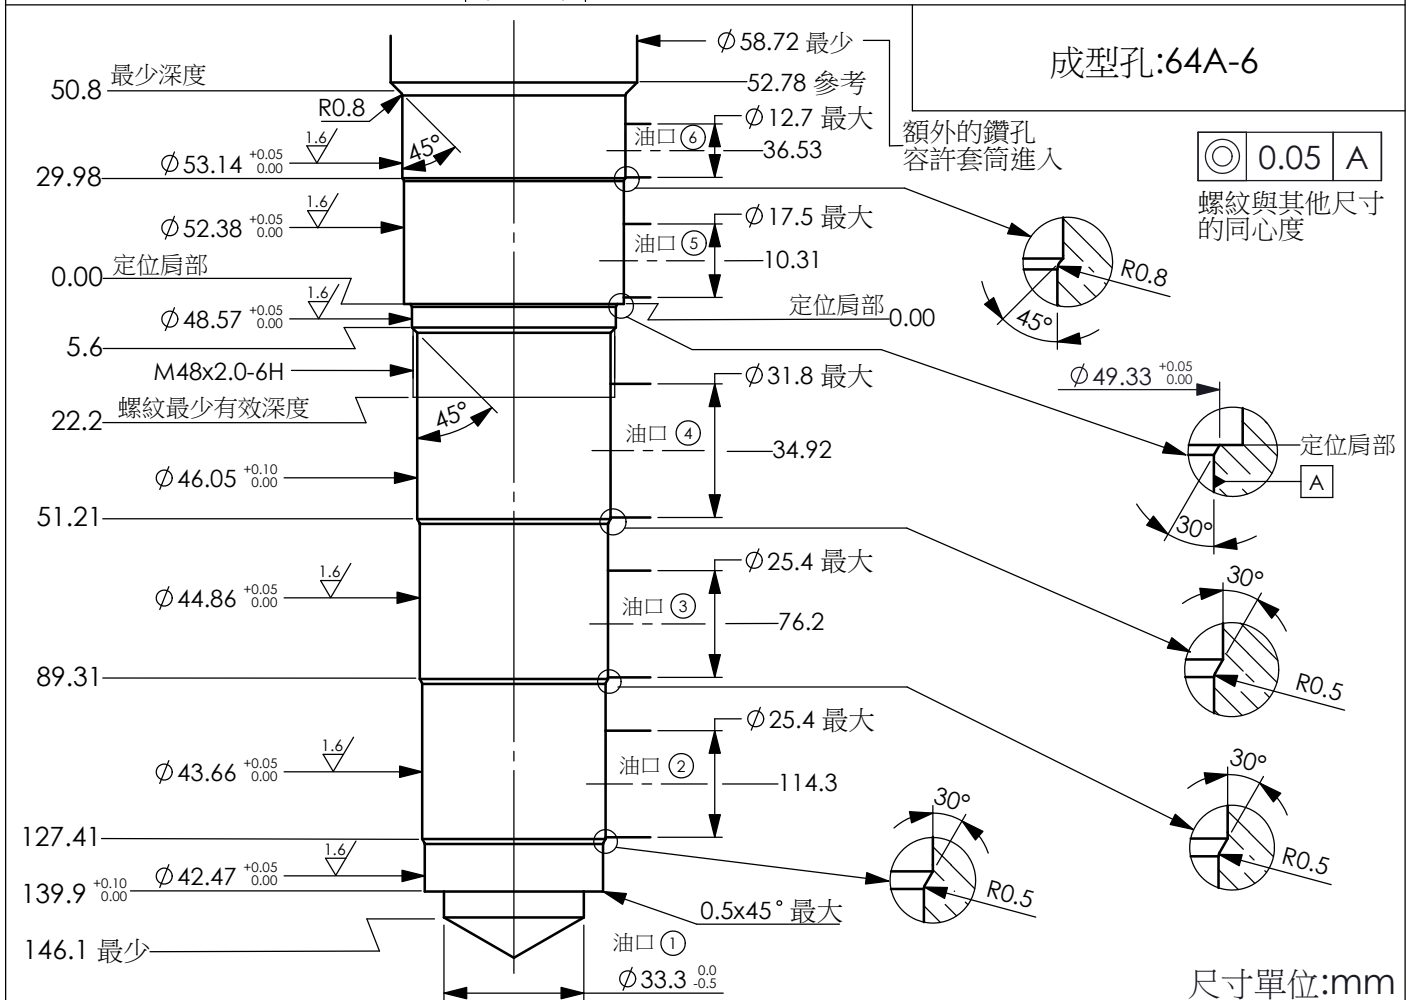 成型孔:64A-6
Ø58.72 最少
52.78 參考
50.8 最少深度
R0.8
45°
1.6
Ø53.14 +0.05 0.00
油口 ⑥
Ø12.7 最大
36.53
額外的鑽孔
容許套筒進入
◎ 0.05 A
螺紋與其他尺寸
的同心度
29.98
1.6
Ø52.38 +0.05 0.00
油口 ⑤
Ø17.5 最大
10.31
R0.8
45°
0.00 定位肩部
定位肩部 0.00
1.6
Ø48.57 +0.05 0.00
5.6
M48x2.0-6H
22.2 螺紋最少有效深度
45°
Ø31.8 最大
油口 ④
34.92
Ø49.33 +0.05 0.00
定位肩部
A
30°
Ø46.05 +0.10 0.00
51.21
1.6
Ø44.86 +0.05 0.00
Ø25.4 最大
油口 ③
76.2
30°
R0.5
89.31
1.6
Ø43.66 +0.05 0.00
Ø25.4 最大
油口 ②
114.3
30°
R0.5
127.41
1.6
Ø42.47 +0.05 0.00
30°
R0.5
139.9 +0.10 0.00
0.5x45° 最大
146.1 最少
油口 ①
Ø33.3 0.0 -0.5
尺寸單位:mm